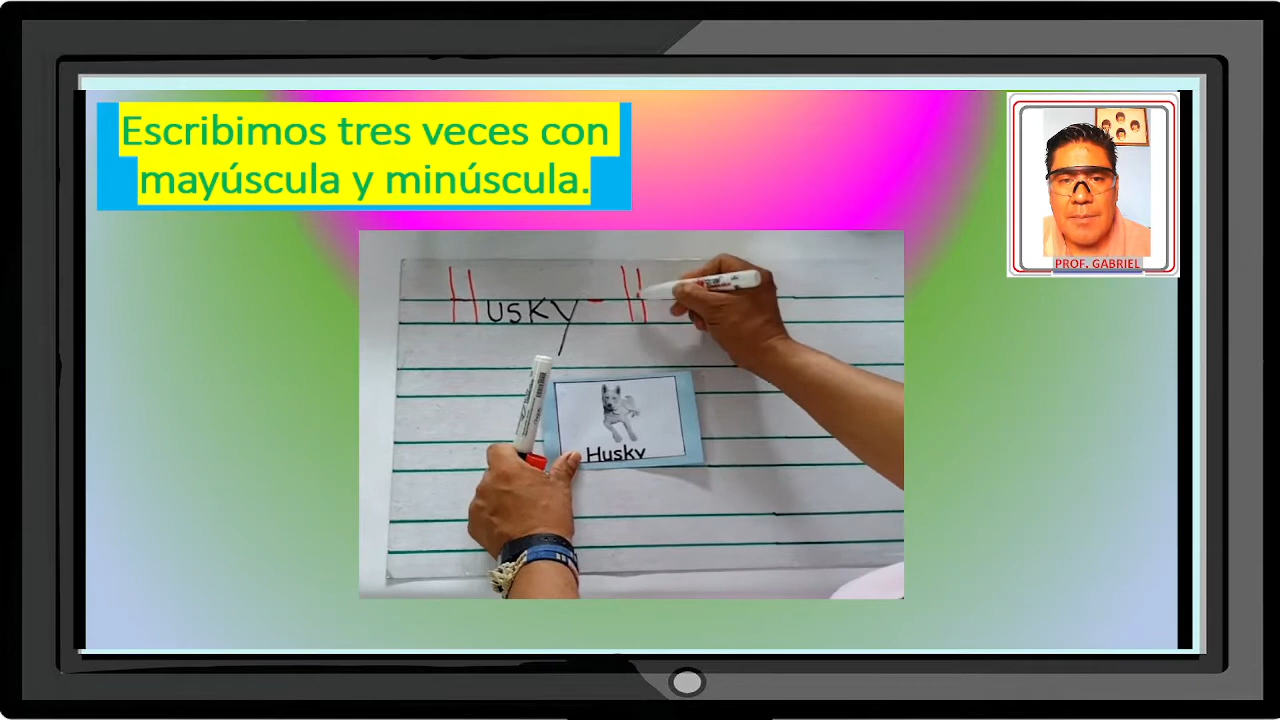 Escribimos tres veces con
mayúscula y minúscula.
PROF. GABRIEL
Husky - H
Husky